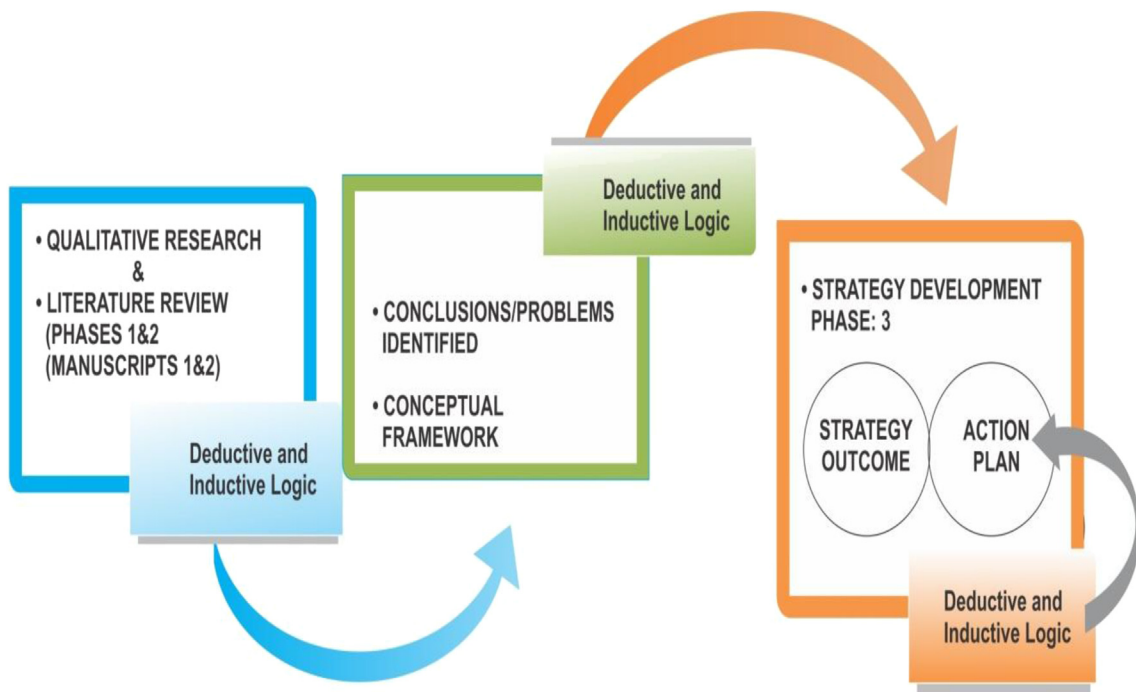 • QUALITATIVE RESEARCH
&
• LITERATURE REVIEW
(PHASES 1&2
(MANUSCRIPTS 1&2)
Deductive and
Inductive Logic
• CONCLUSIONS/PROBLEMS
IDENTIFIED
• CONCEPTUAL
FRAMEWORK
Deductive and
Inductive Logic
• STRATEGY DEVELOPMENT
PHASE: 3
STRATEGY
OUTCOME
ACTION
PLAN
Deductive and
Inductive Logic